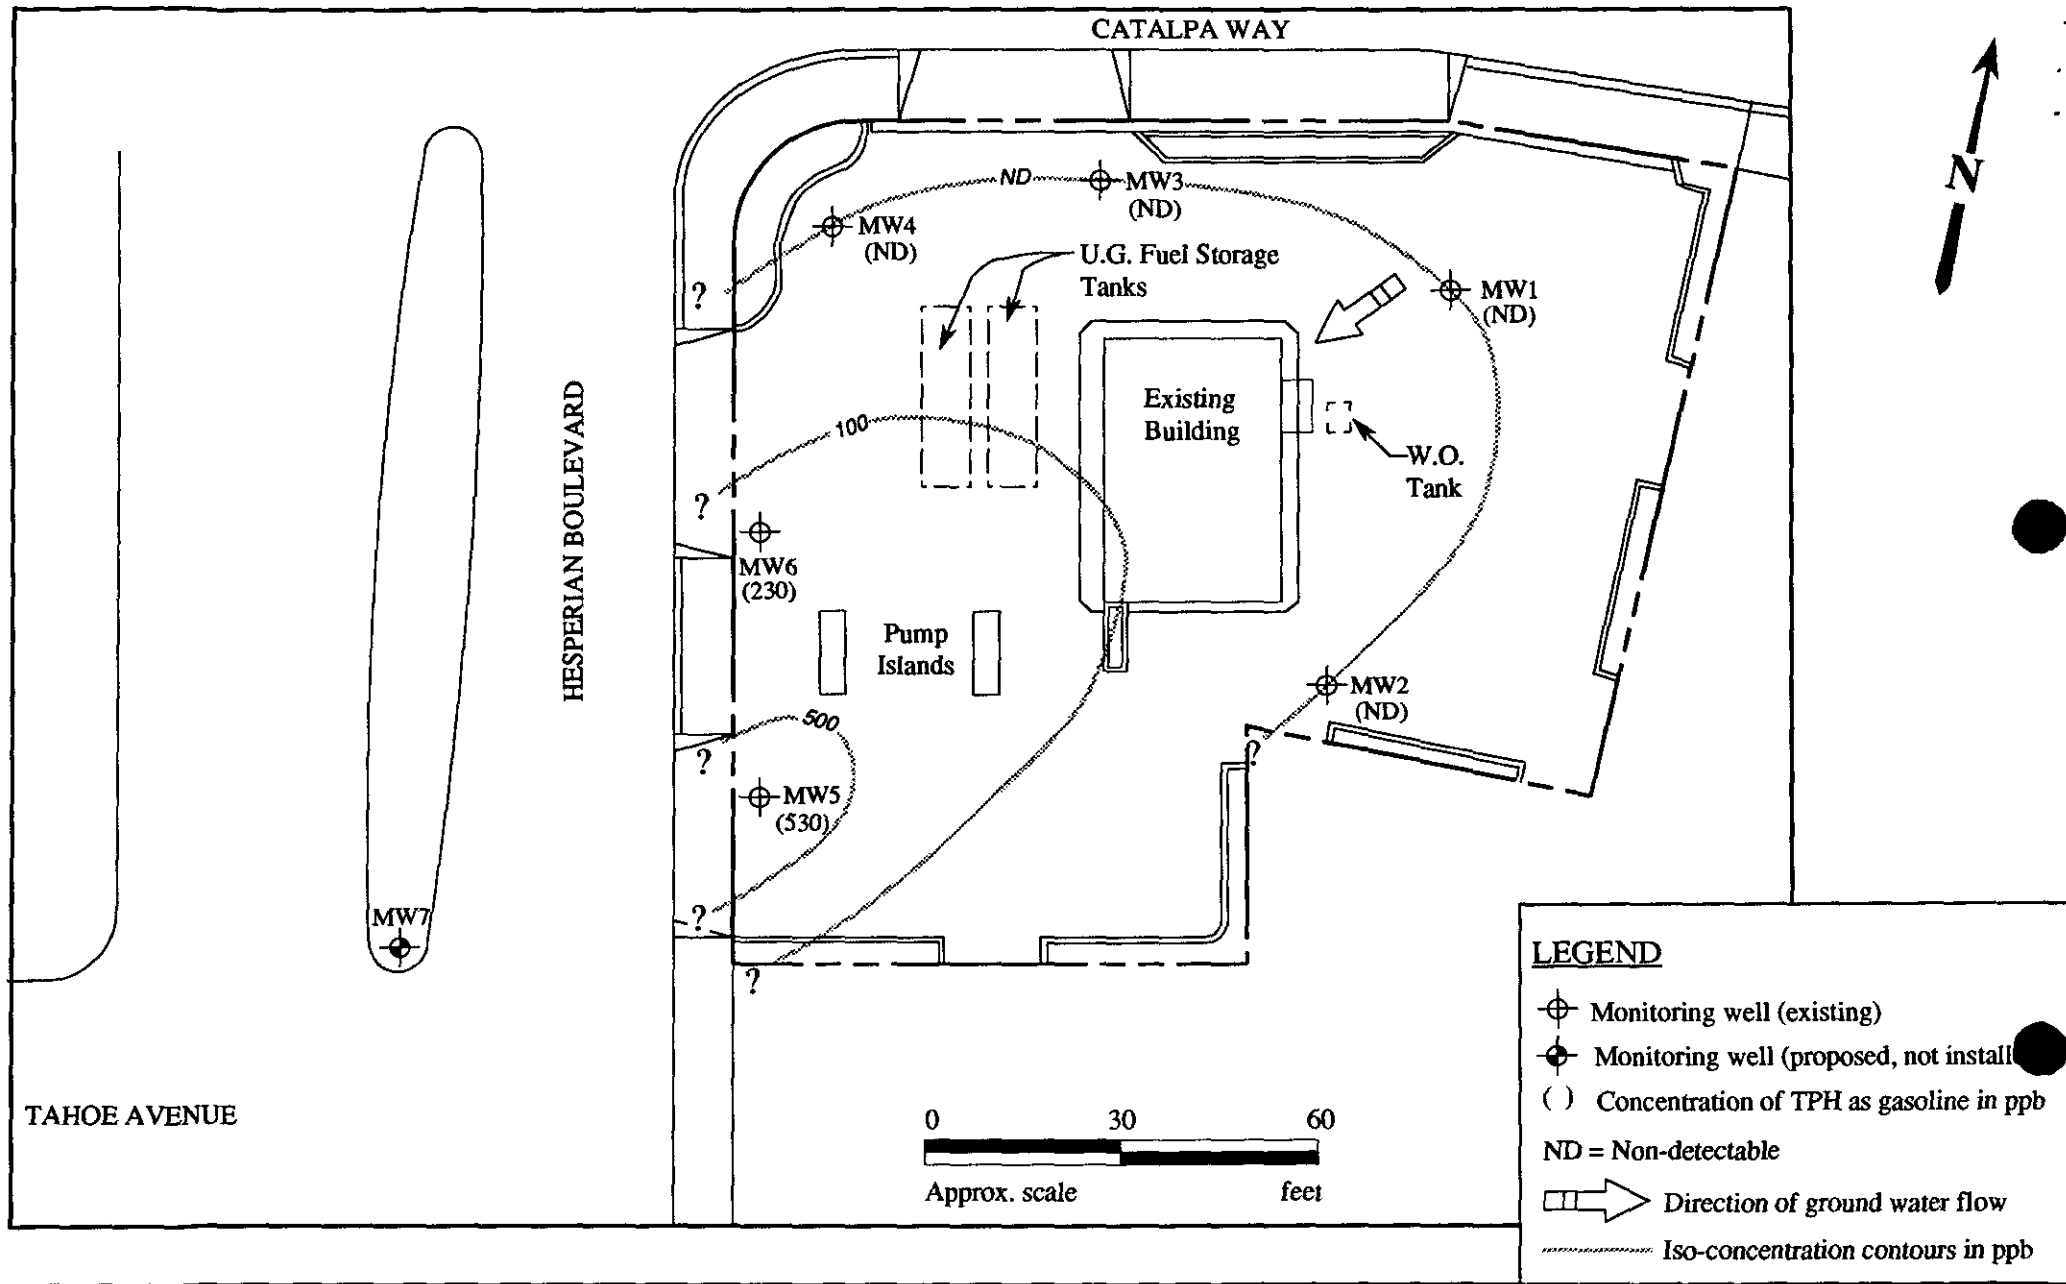 CATALPA WAY
N
ND
MW3
(ND)
MW4
(ND)
U.G. Fuel Storage
Tanks
MW1
(ND)
?
HESPERIAN BOULEVARD
Existing
Building
100
W.O.
Tank
?
MW6
(230)
Pump
Islands
MW2
(ND)
500
?
?
MW5
(530)
MW7
?
?
TAHOE AVENUE
0 30 60
Approx. scale feet
LEGEND
Monitoring well (existing)
Monitoring well (proposed, not install
( ) Concentration of TPH as gasoline in ppb
ND = Non-detectable
Direction of ground water flow
Iso-concentration contours in ppb